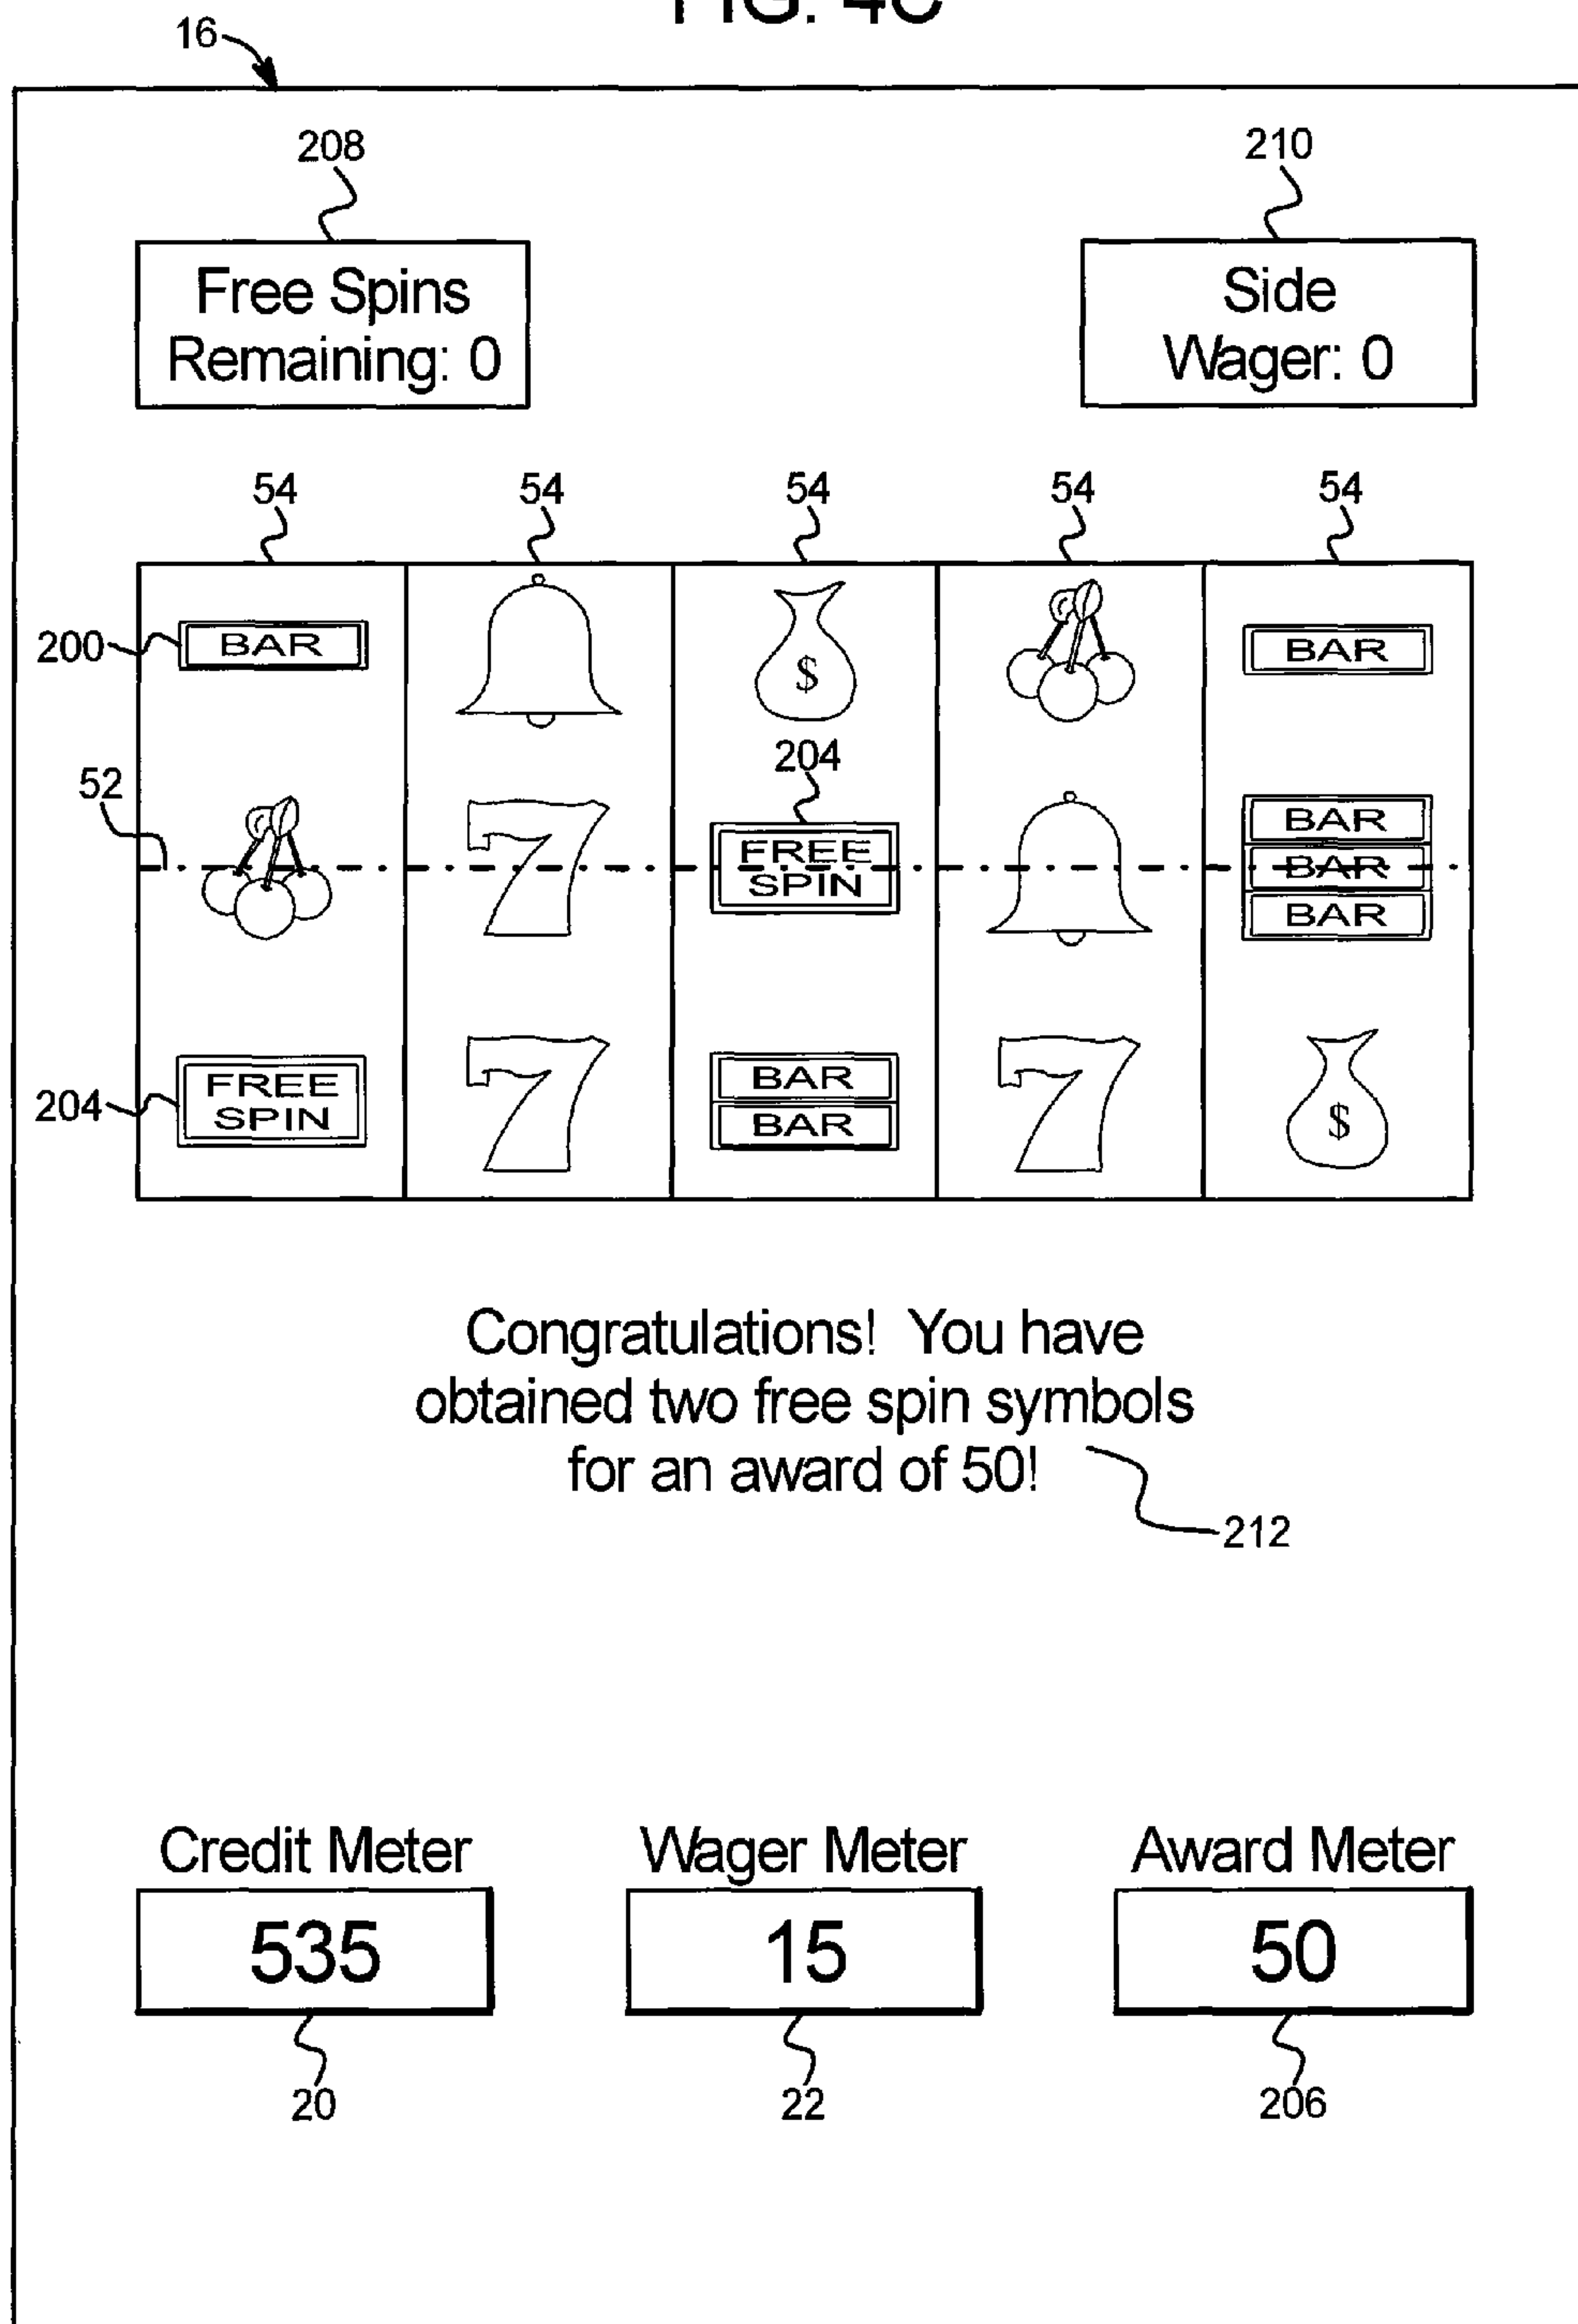 FIG. 4C
16
208
210
Free Spins
Remaining: 0
Side
Wager: 0
54 54 54 54 54
200
BAR
$
BAR
204
52
FREE
SPIN
BAR
BAR
BAR
204
FREE
SPIN
BAR
BAR
$
Congratulations! You have
obtained two free spin symbols
for an award of 50!
212
Credit Meter Wager Meter Award Meter
535 15 50
20 22 206